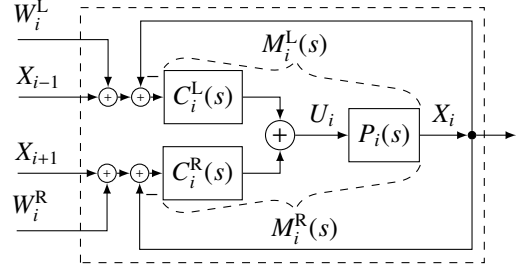 W_i^L
M_i^L(s)
X_{i-1} + + − C_i^L(s)
+ U_i P_i(s) X_i
X_{i+1} + + − C_i^R(s)
W_i^R
M_i^R(s)